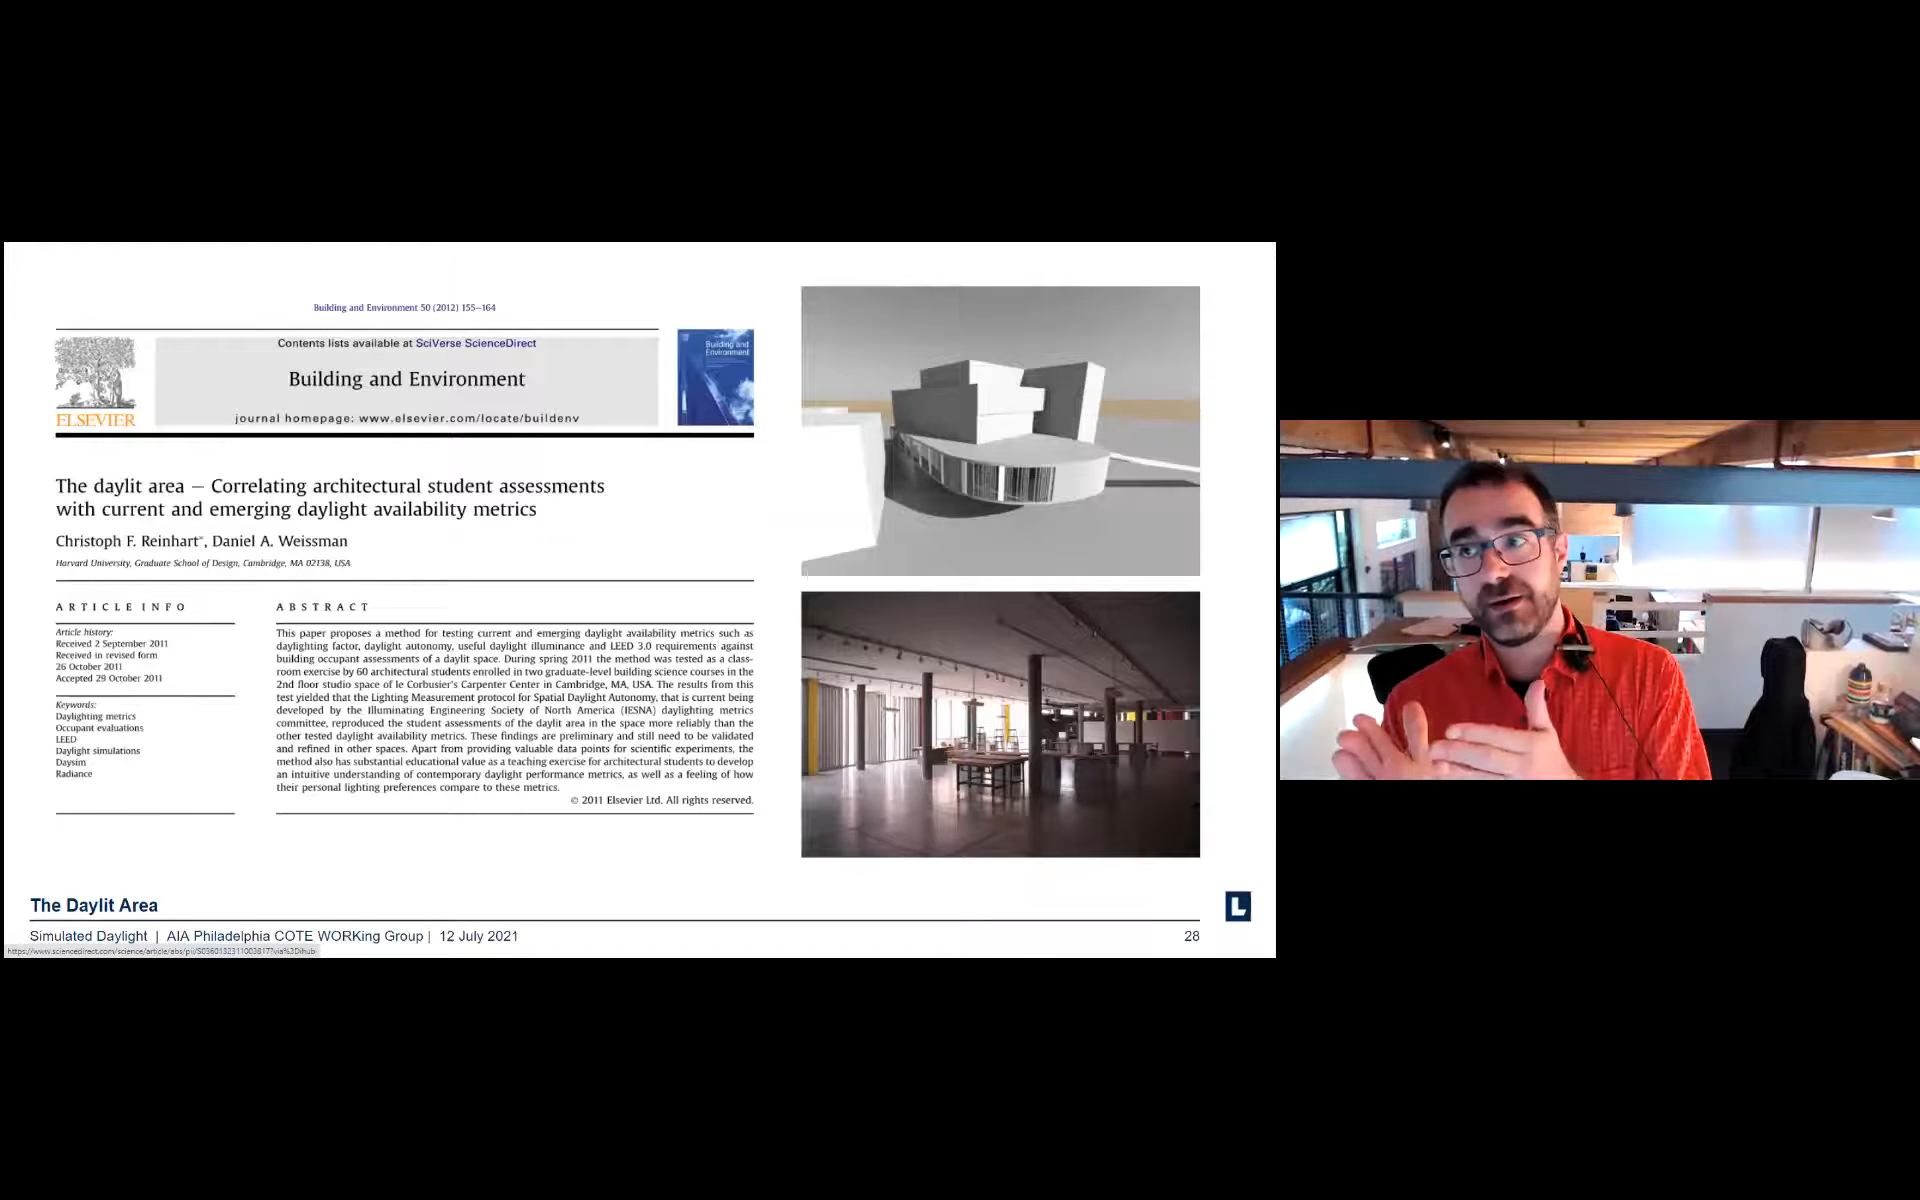 Building and Environment 50 (2012) 155–164
Contents lists available at SciVerse ScienceDirect
Building and Environment
journal homepage: www.elsevier.com/locate/buildenv
ELSEVIER
Building and
Environment
The daylit area – Correlating architectural student assessments
with current and emerging daylight availability metrics
Christoph F. Reinhart*, Daniel A. Weissman
Harvard University, Graduate School of Design, Cambridge, MA 02138, USA
ARTICLE INFO
Article history:
Received 2 September 2011
Received in revised form
26 October 2011
Accepted 29 October 2011
Keywords:
Daylighting metrics
Occupant evaluations
LEED
Daylight simulations
Daysim
Radiance
ABSTRACT
This paper proposes a method for testing current and emerging daylight availability metrics such as
daylighting factor, daylight autonomy, useful daylight illuminance and LEED 3.0 requirements against
building occupant assessments of a daylit space. During spring 2011 the method was tested as a class-
room exercise by 60 architectural students enrolled in two graduate-level building science courses in the
2nd floor studio space of le Corbusier's Carpenter Center in Cambridge, MA, USA. The results from this
test yielded that the Lighting Measurement protocol for Spatial Daylight Autonomy, that is current being
developed by the Illuminating Engineering Society of North America (IESNA) daylighting metrics
committee, reproduced the student assessments of the daylit area in the space more reliably than the
other tested daylight availability metrics. These findings are preliminary and still need to be validated
and refined in other spaces. Apart from providing valuable data points for scientific experiments, the
method also has substantial educational value as a teaching exercise for architectural students to develop
an intuitive understanding of contemporary daylight performance metrics, as well as a feeling of how
their personal lighting preferences compare to these metrics.
© 2011 Elsevier Ltd. All rights reserved.
The Daylit Area
L
Simulated Daylight | AIA Philadelphia COTE WORKing Group | 12 July 2021
28
https://www.sciencedirect.com/science/article/abs/pii/S0360132311003817?via%3Dihub